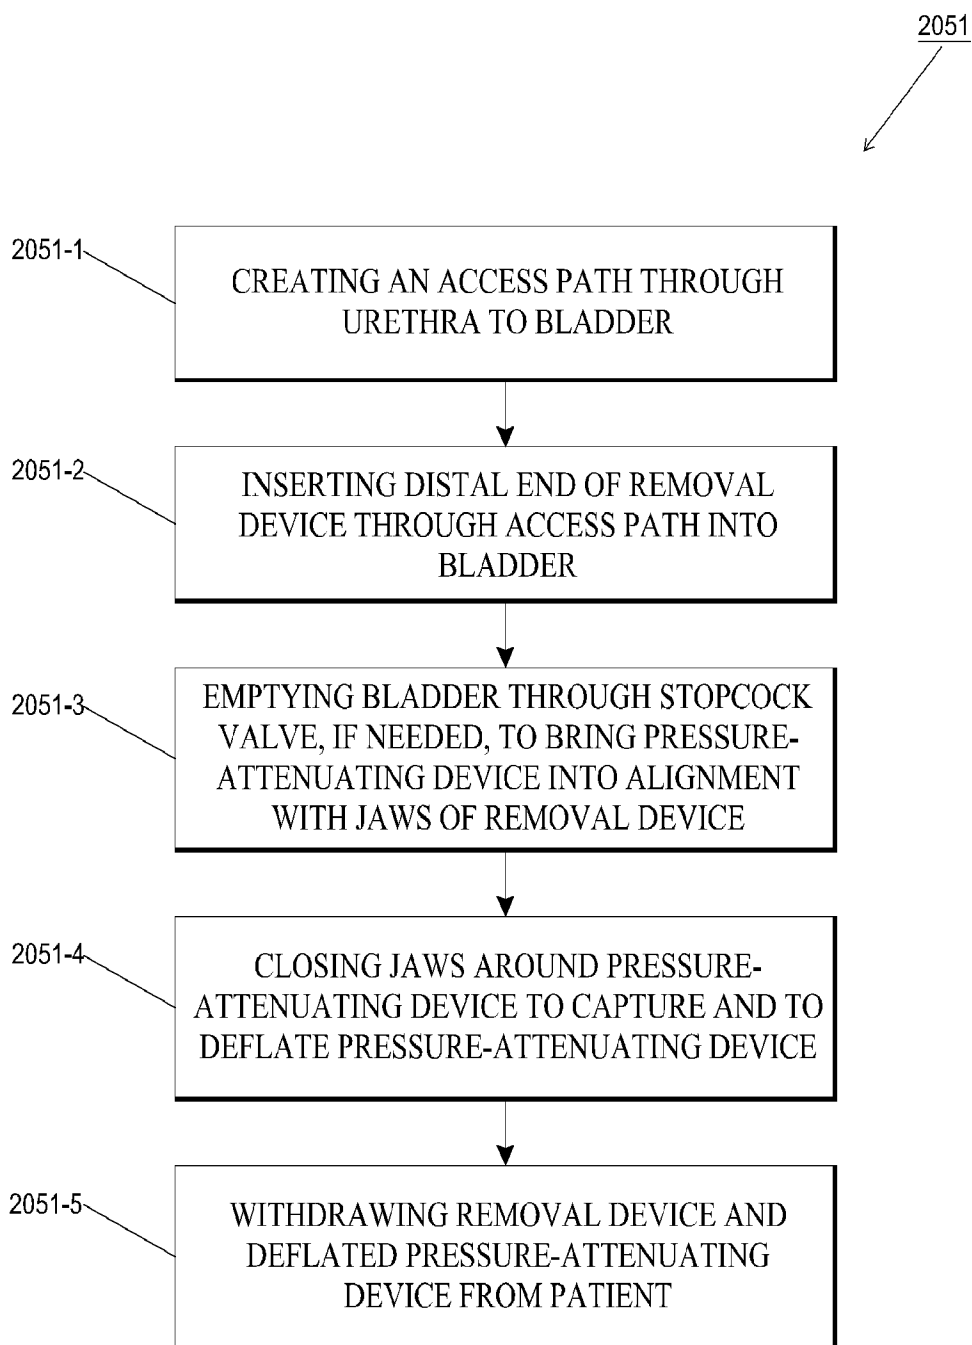 2051
2051-1
CREATING AN ACCESS PATH THROUGH
URETHRA TO BLADDER
2051-2
INSERTING DISTAL END OF REMOVAL
DEVICE THROUGH ACCESS PATH INTO
BLADDER
2051-3
EMPTYING BLADDER THROUGH STOPCOCK
VALVE, IF NEEDED, TO BRING PRESSURE-
ATTENUATING DEVICE INTO ALIGNMENT
WITH JAWS OF REMOVAL DEVICE
2051-4
CLOSING JAWS AROUND PRESSURE-
ATTENUATING DEVICE TO CAPTURE AND TO
DEFLATE PRESSURE-ATTENUATING DEVICE
2051-5
WITHDRAWING REMOVAL DEVICE AND
DEFLATED PRESSURE-ATTENUATING
DEVICE FROM PATIENT